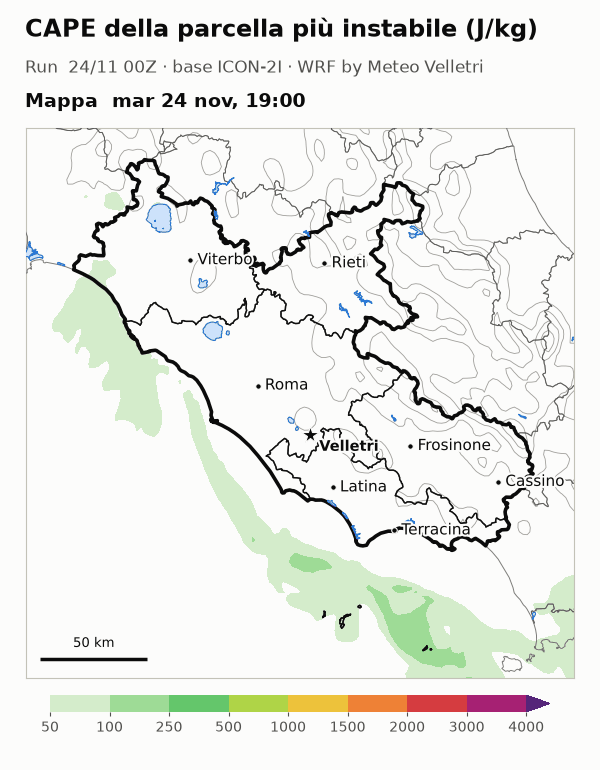 CAPE della parcella più instabile (J/kg)
Run  24/11 00Z · base ICON-2I · WRF by Meteo Velletri
Mappa  mar 24 nov, 19:00
Viterbo
Rieti
Roma
Velletri
Frosinone
Latina
Cassino
Terracina
50 km
50 100 250 500 1000 1500 2000 3000 4000